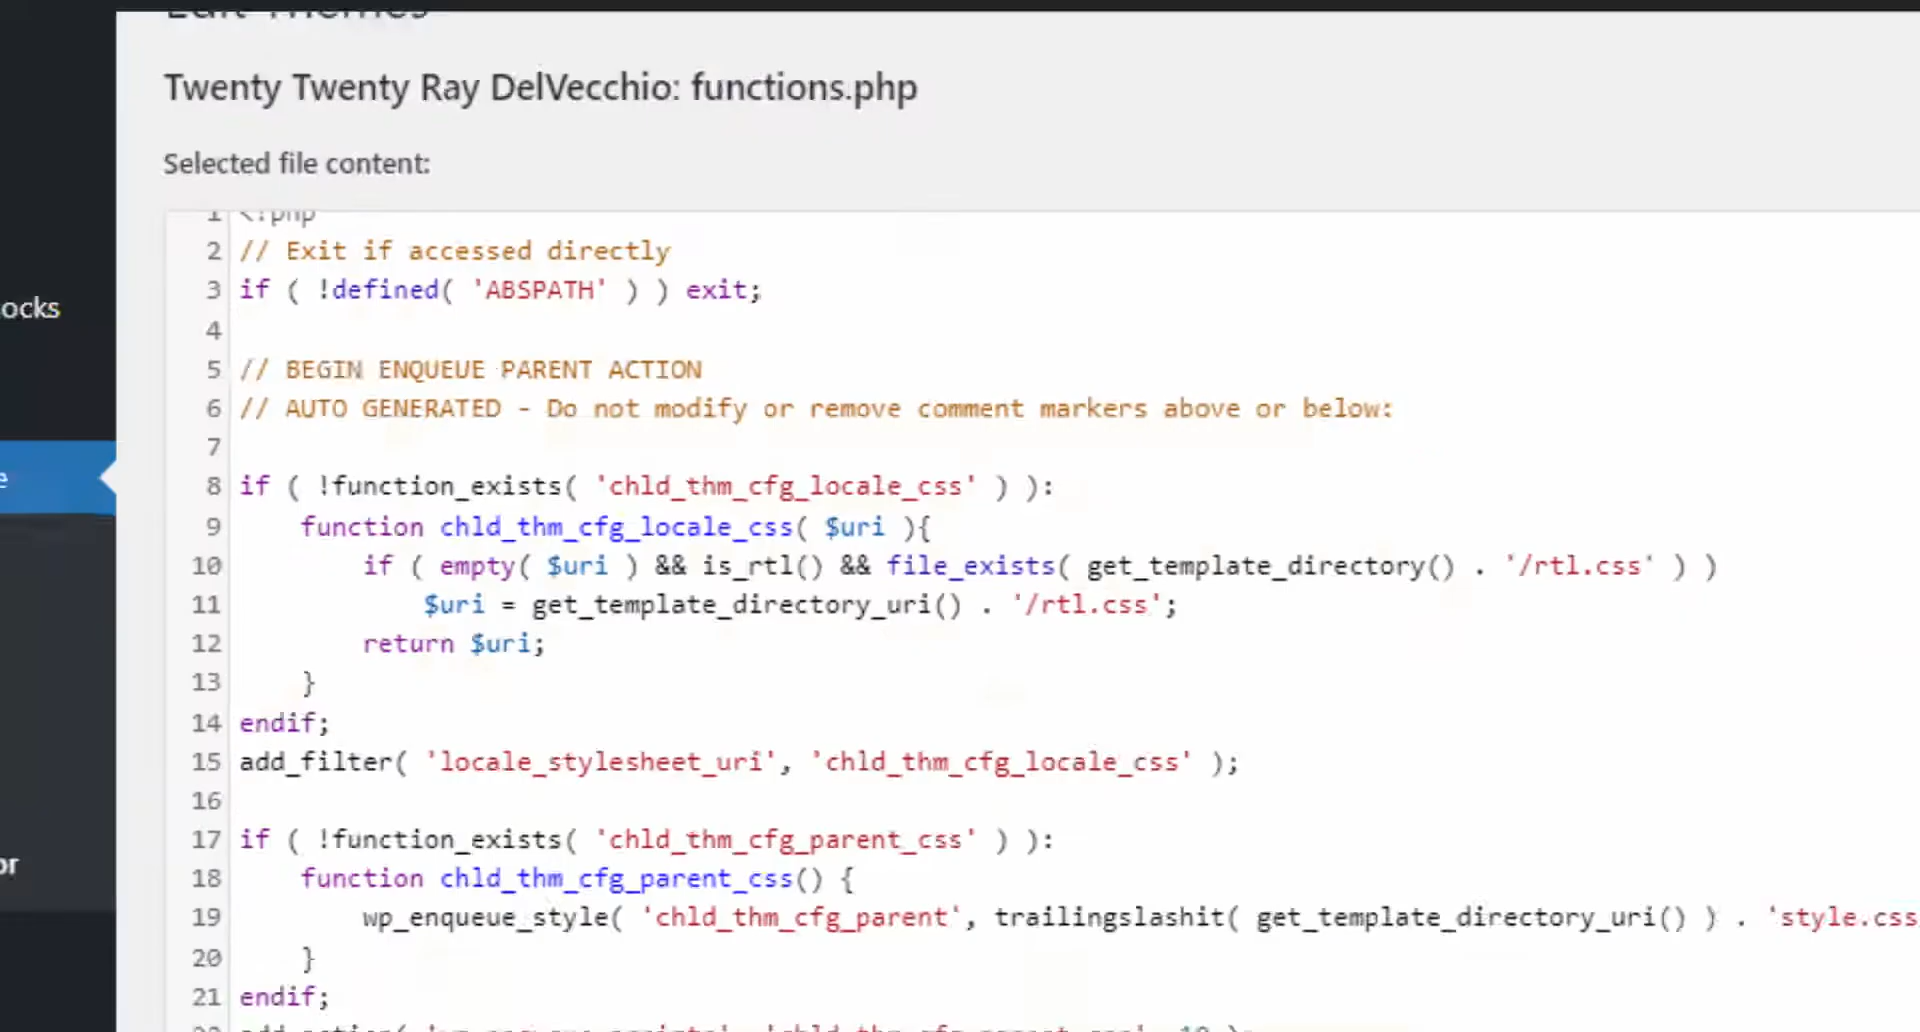 Edit Themes
Twenty Twenty Ray DelVecchio: functions.php
Selected file content:
ocks
e
or
1 <?php
2 // Exit if accessed directly
3 if ( !defined( 'ABSPATH' ) ) exit;
4
5 // BEGIN ENQUEUE PARENT ACTION
6 // AUTO GENERATED - Do not modify or remove comment markers above or below:
7
8 if ( !function_exists( 'chld_thm_cfg_locale_css' ) ):
9 function chld_thm_cfg_locale_css( $uri ){
10 if ( empty( $uri ) && is_rtl() && file_exists( get_template_directory() . '/rtl.css' ) )
11 $uri = get_template_directory_uri() . '/rtl.css';
12 return $uri;
13 }
14 endif;
15 add_filter( 'locale_stylesheet_uri', 'chld_thm_cfg_locale_css' );
16
17 if ( !function_exists( 'chld_thm_cfg_parent_css' ) ):
18 function chld_thm_cfg_parent_css() {
19 wp_enqueue_style( 'chld_thm_cfg_parent', trailingslashit( get_template_directory_uri() ) . 'style.css
20 }
21 endif;